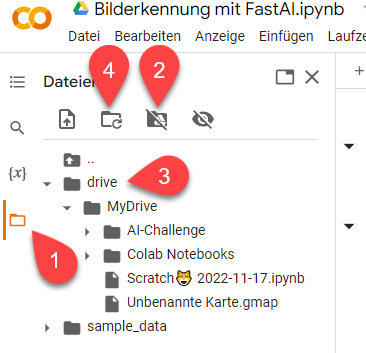 Bilderkennung mit FastAI.ipynb
Datei Bearbeiten Anzeige Einfügen Laufze
Dateien
4
2
{x}
..
drive
3
MyDrive
AI-Challenge
Colab Notebooks
1
Scratch😼 2022-11-17.ipynb
Unbenannte Karte.gmap
sample_data